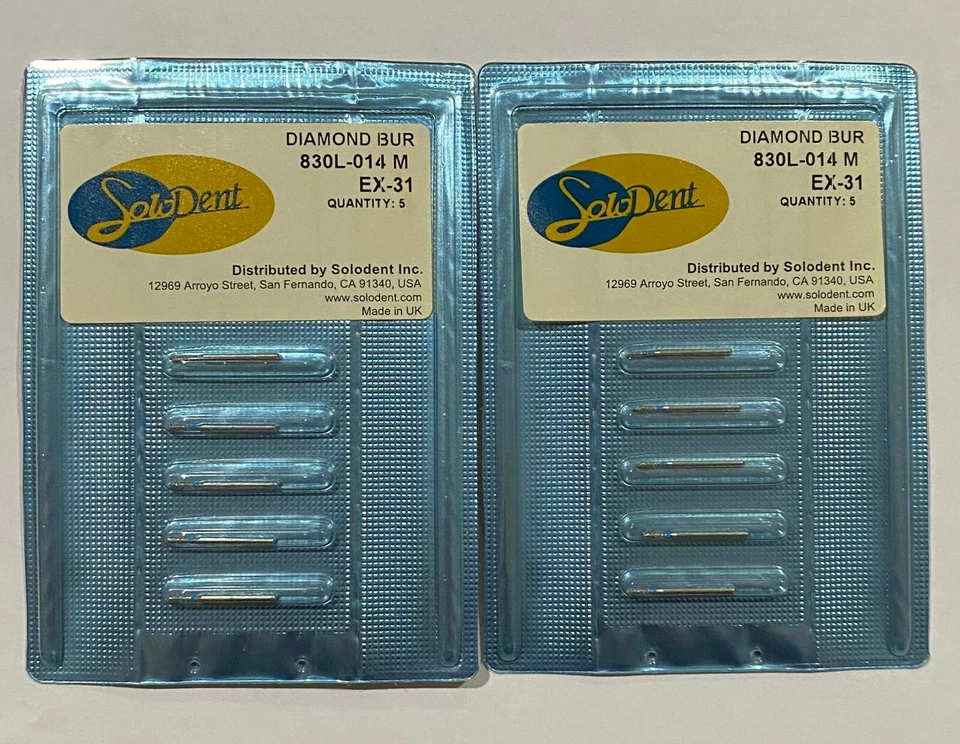 DIAMOND BUR
830L-014 M
EX-31
QUANTITY: 5
SoloDent
Distributed by Solodent Inc.
12969 Arroyo Street, San Fernando, CA 91340, USA
www.solodent.com
Made in UK
DIAMOND BUR
830L-014 M
EX-31
QUANTITY: 5
SoloDent
Distributed by Solodent Inc.
12969 Arroyo Street, San Fernando, CA 91340, USA
www.solodent.com
Made in UK